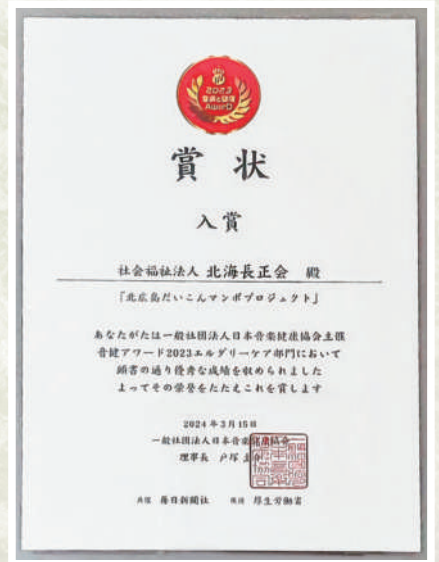 2023
音楽と健康
AWARD
賞状
入賞
社会福祉法人 北海長正会 殿
「北広島だいこんマンボプロジェクト」
あなたがたは一般社団法人日本音楽健康協会主催
音健アワード2023エルダリーケア部門において
頭書の通り優秀な成績を収められました
よってその栄誉をたたえこれを賞します
2024年3月15日
一般社団法人日本音楽健康協会
理事長 戸塚
共催 毎日新聞社 後援 厚生労働省